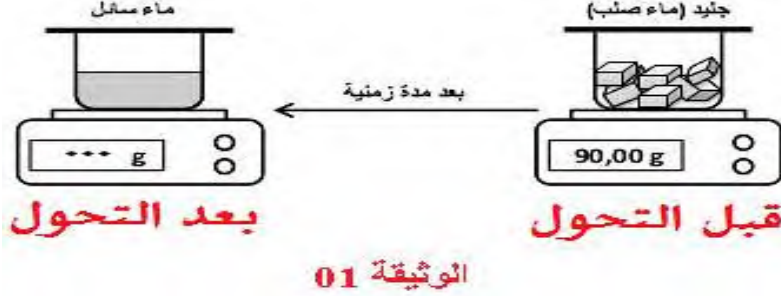 جليد (ماء صلب)
ماء سائل
بعد مدة زمنية
90,00 g
*** g
قبل التحول
بعد التحول
الوثيقة 01